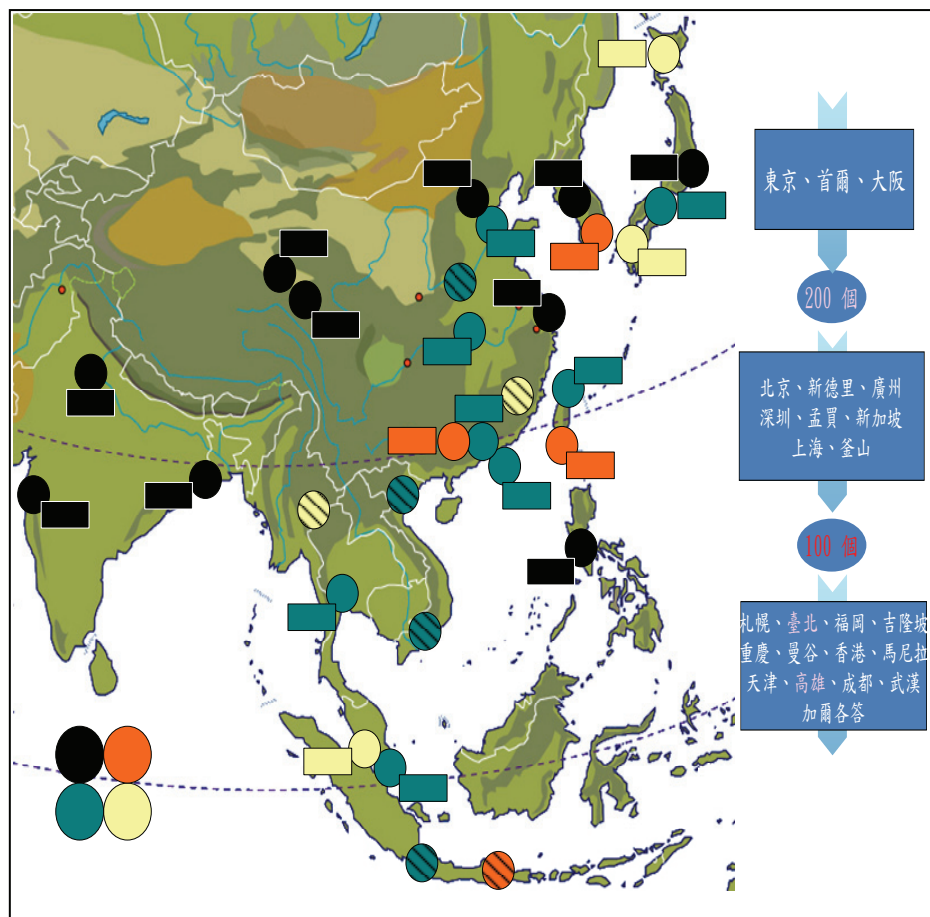 東京、首爾、大阪
200 個
北京、新德里、廣州
深圳、孟買、新加坡
上海、釜山
100 個
札幌、臺北、福岡、吉隆坡
重慶、曼谷、香港、馬尼拉
天津、高雄、成都、武漢
加爾各答